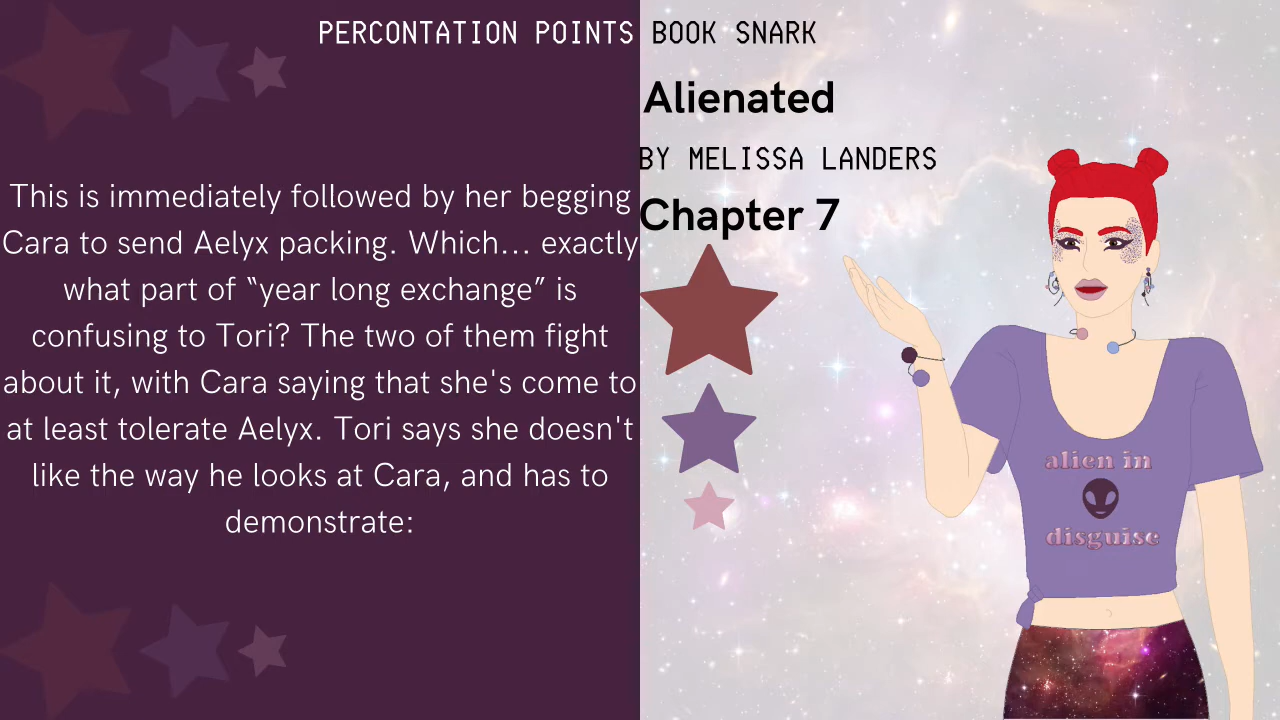 PERCONTATION POINTS BOOK SNARK
Alienated
BY MELISSA LANDERS
Chapter 7
This is immediately followed by her begging
Cara to send Aelyx packing. Which... exactly
what part of “year long exchange” is
confusing to Tori? The two of them fight
about it, with Cara saying that she's come to
at least tolerate Aelyx. Tori says she doesn't
like the way he looks at Cara, and has to
demonstrate:
alien in
disguise